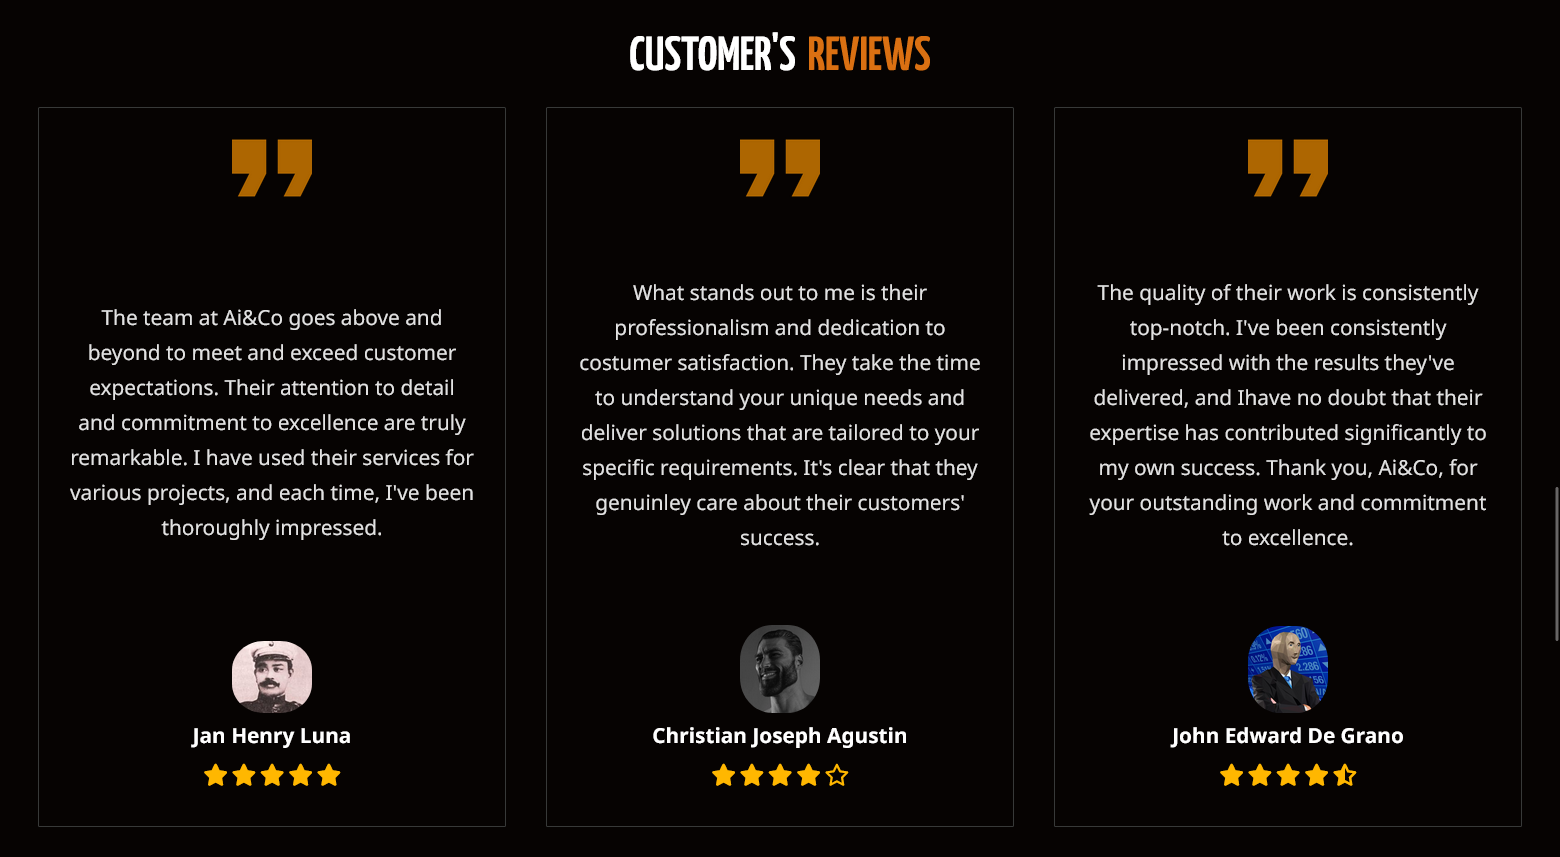 CUSTOMER'S REVIEWS
The team at Ai&Co goes above and
beyond to meet and exceed customer
expectations. Their attention to detail
and commitment to excellence are truly
remarkable. I have used their services for
various projects, and each time, I've been
thoroughly impressed.
Jan Henry Luna
What stands out to me is their
professionalism and dedication to
costumer satisfaction. They take the time
to understand your unique needs and
deliver solutions that are tailored to your
specific requirements. It's clear that they
genuinley care about their customers'
success.
Christian Joseph Agustin
The quality of their work is consistently
top-notch. I've been consistently
impressed with the results they've
delivered, and Ihave no doubt that their
expertise has contributed significantly to
my own success. Thank you, Ai&Co, for
your outstanding work and commitment
to excellence.
John Edward De Grano